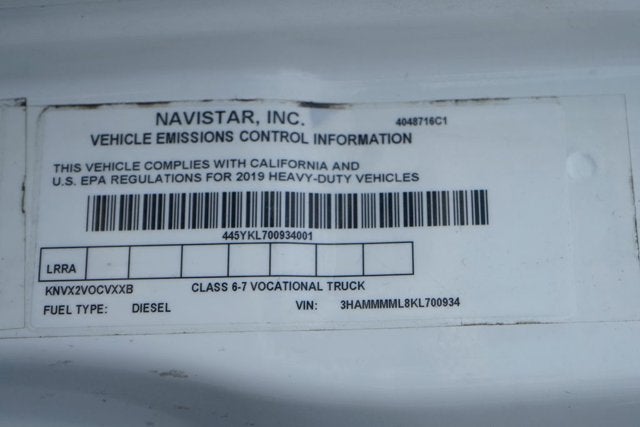 NAVISTAR, INC. 4048716C1
VEHICLE EMISSIONS CONTROL INFORMATION
THIS VEHICLE COMPLIES WITH CALIFORNIA AND
U.S. EPA REGULATIONS FOR 2019 HEAVY-DUTY VEHICLES
445YKL700934001
LRRA
KNVX2VOCVXXB CLASS 6-7 VOCATIONAL TRUCK
FUEL TYPE: DIESEL VIN: 3HAMMMML8KL700934